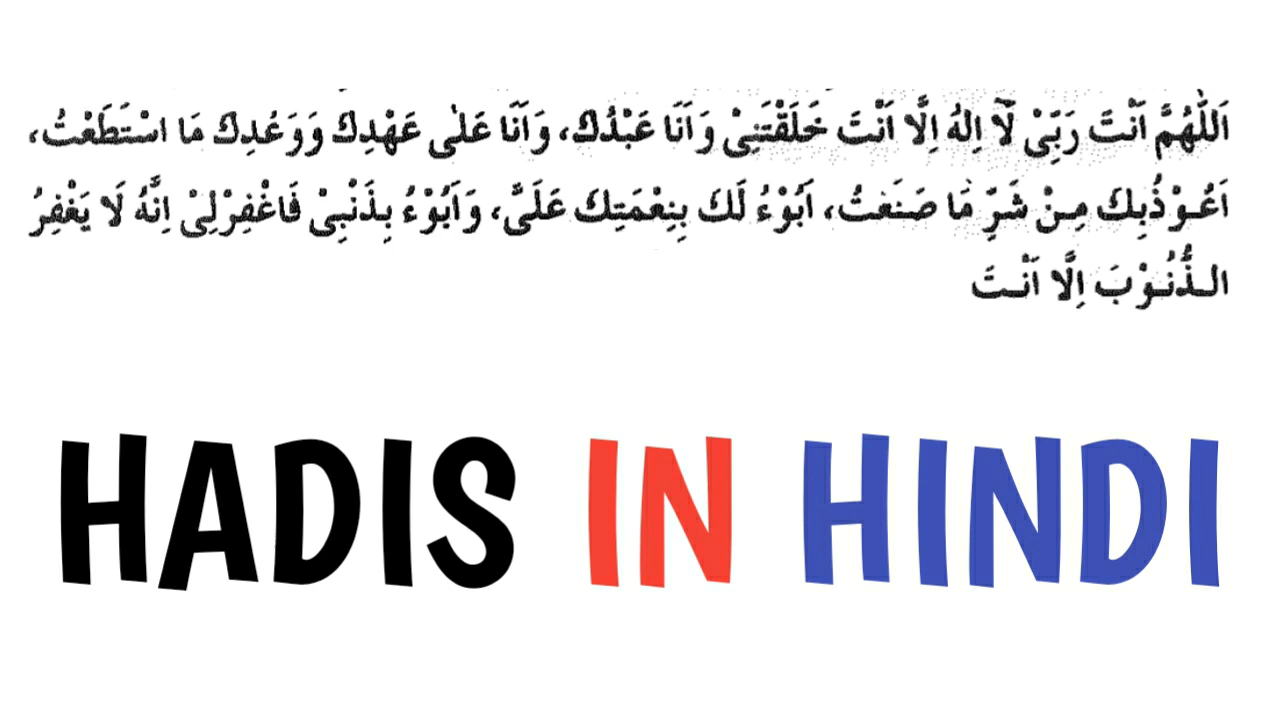 اَللّٰهُمَّ اَنْتَ رَبِّىْ لَآ اِلٰهَ اِلَّا اَنْتَ خَلَقْتَنِىْ وَاَنَا عَبْدُكَ، وَاَنَا عَلٰى عَهْدِكَ وَوَعْدِكَ مَا اسْتَطَعْتُ،
اَعُوْذُبِكَ مِنْ شَرِّ مَا صَنَعْتُ، اَبُوْءُ لَكَ بِنِعْمَتِكَ عَلَىَّ، وَاَبُوْءُ بِذَنْبِىْ فَاغْفِرْلِىْ اِنَّهُ لَا يَغْفِرُ
الذُّنُوْبَ اِلَّا اَنْتَ
HADIS IN HINDI